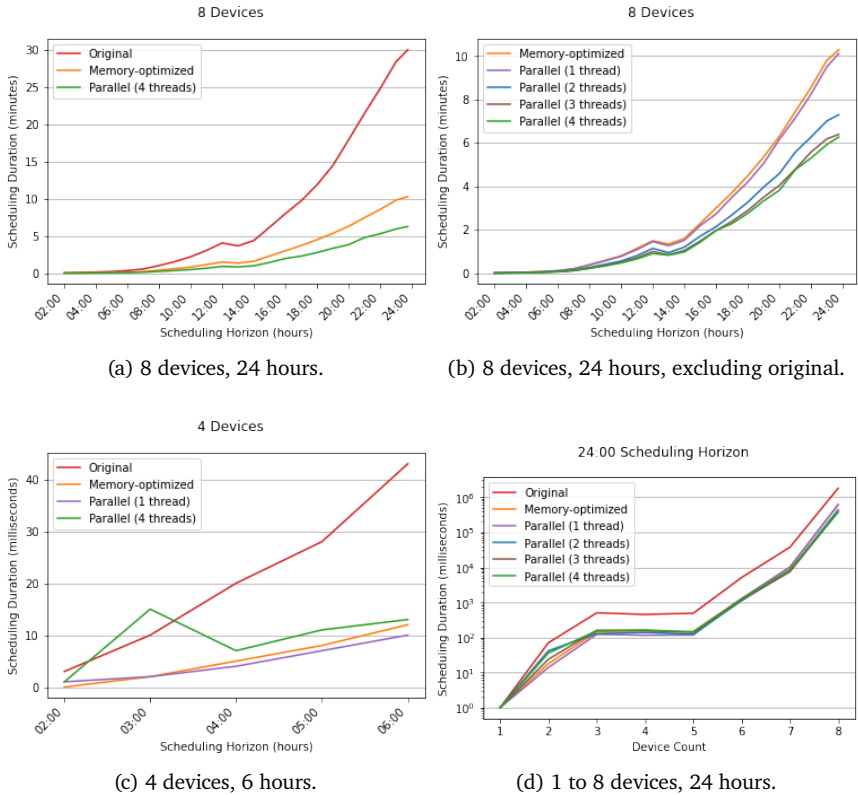 8 Devices
Scheduling Duration (minutes)
30
25
20
15
10
5
0
Original
Memory-optimized
Parallel (4 threads)
02:00 04:00 06:00 08:00 10:00 12:00 14:00 16:00 18:00 20:00 22:00 24:00
Scheduling Horizon (hours)
(a) 8 devices, 24 hours.
8 Devices
Scheduling Duration (minutes)
10
8
6
4
2
0
Memory-optimized
Parallel (1 thread)
Parallel (2 threads)
Parallel (3 threads)
Parallel (4 threads)
02:00 04:00 06:00 08:00 10:00 12:00 14:00 16:00 18:00 20:00 22:00 24:00
Scheduling Horizon (hours)
(b) 8 devices, 24 hours, excluding original.
4 Devices
Scheduling Duration (milliseconds)
40
30
20
10
0
Original
Memory-optimized
Parallel (1 thread)
Parallel (4 threads)
02:00 03:00 04:00 05:00 06:00
Scheduling Horizon (hours)
(c) 4 devices, 6 hours.
24:00 Scheduling Horizon
Scheduling Duration (milliseconds)
10⁶
10⁵
10⁴
10³
10²
10¹
10⁰
Original
Memory-optimized
Parallel (1 thread)
Parallel (2 threads)
Parallel (3 threads)
Parallel (4 threads)
1 2 3 4 5 6 7 8
Device Count
(d) 1 to 8 devices, 24 hours.